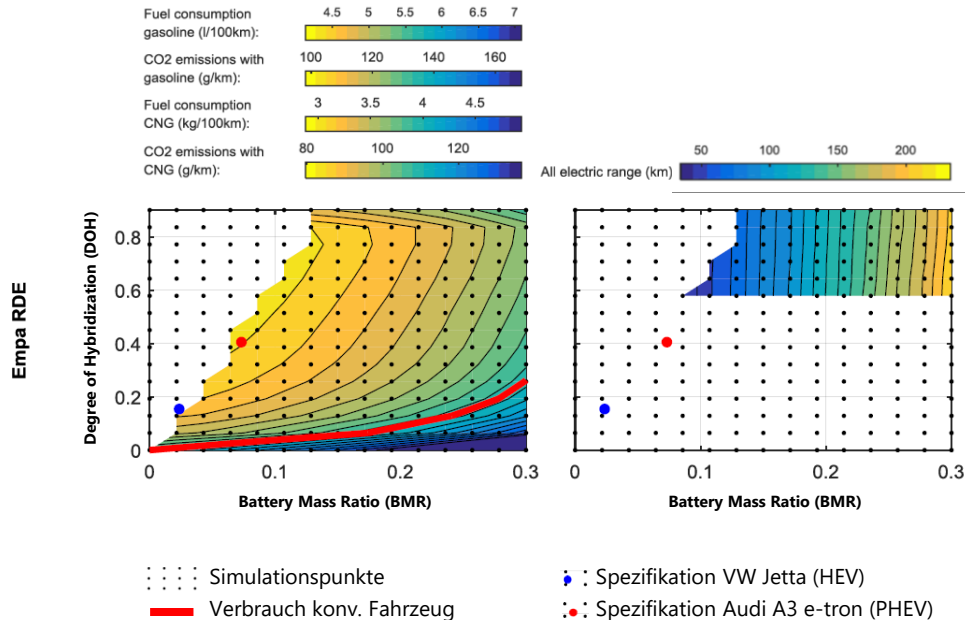 Fuel consumption
gasoline (l/100km):
4.5 5 5.5 6 6.5 7
CO2 emissions with
gasoline (g/km):
100 120 140 160
Fuel consumption
CNG (kg/100km):
3 3.5 4 4.5
CO2 emissions with
CNG (g/km):
80 100 120
All electric range (km)
50 100 150 200
Empa RDE
Degree of Hybridization (DOH)
0.8
0.6
0.4
0.2
0
0 0.1 0.2 0.3
Battery Mass Ratio (BMR)
0 0.1 0.2 0.3
Battery Mass Ratio (BMR)
Simulationspunkte
Verbrauch konv. Fahrzeug
Spezifikation VW Jetta (HEV)
Spezifikation Audi A3 e-tron (PHEV)